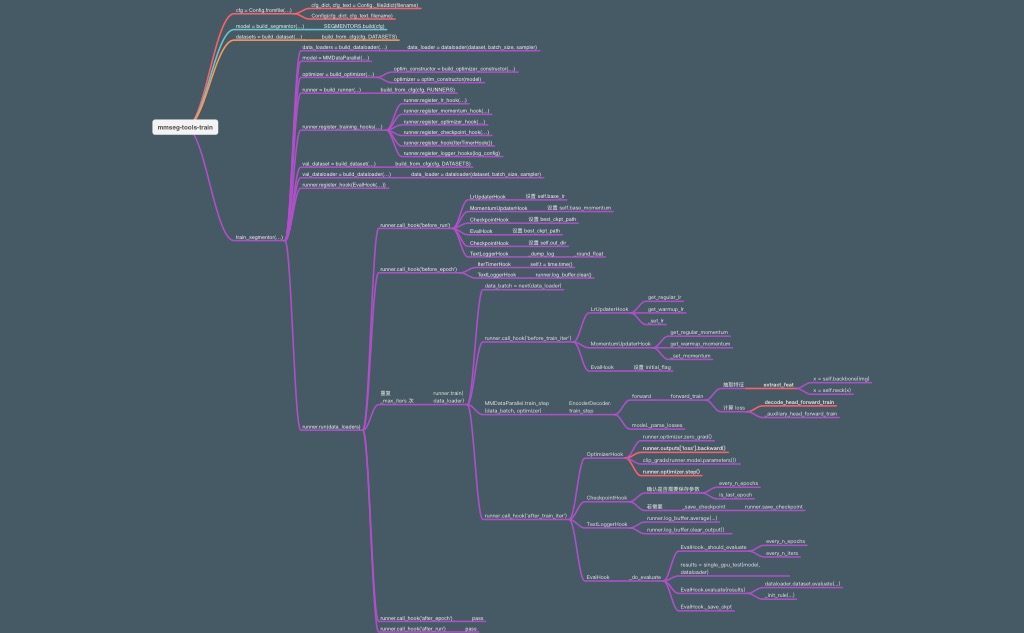 cfg = Config.fromfile(...)
cfg_dict, cfg_text = Config._file2dict(filename)
Config(cfg_dict, cfg_text, filename)
model = build_segmentor(...)
SEGMENTORS.build(cfg)
datasets = build_dataset(...)
build_from_cfg(cfg, DATASETS)
mmseg-tools-train
train_segmentor(...)
data_loaders = build_dataloader(...)
data_loader = dataloader(dataset, batch_size, sampler)
model = MMDataParallel(...)
optimizer = build_optimizer(...)
optim_constructor = build_optimizer_constructor(...)
optimizer = optim_constructor(model)
runner = build_runner(...)
build_from_cfg(cfg, RUNNERS)
runner.register_training_hooks(...)
runner.register_lr_hook(...)
runner.register_momentum_hook(...)
runner.register_optimizer_hook(...)
runner.register_checkpoint_hook(...)
runner.register_hook(IterTimerHook())
runner.register_logger_hooks(log_config)
val_dataset = build_dataset(...)
build_from_cfg(cfg, DATASETS)
val_dataloader = build_dataloader(...)
data_loader = dataloader(dataset, batch_size, sampler)
runner.register_hook(EvalHook(...))
runner.run(data_loaders)
runner.call_hook('before_run')
LrUpdaterHook
设置 self.base_lr
MomentumUpdaterHook
设置 self.base_momentum
CheckpointHook
设置 best_ckpt_path
EvalHook
设置 best_ckpt_path
CheckpointHook
设置 self.out_dir
TextLoggerHook
_dump_log
_round_float
runner.call_hook('before_epoch')
IterTimerHook
self.t = time.time()
TextLoggerHook
runner.log_buffer.clear()
重复
_max_iters 次
runner.train(
data_loader)
data_batch = next(data_loader)
runner.call_hook('before_train_iter')
LrUpdaterHook
get_regular_lr
get_warmup_lr
_set_lr
MomentumUpdaterHook
get_regular_momentum
get_warmup_momentum
_set_momentum
EvalHook
设置 initial_flag
MMDataParallel.train_step
(data_batch, optimizer)
EncoderDecoder.
train_step
forward
forward_train
抽取特征
extract_feat
x = self.backbone(img)
x = self.neck(x)
计算 loss
_decode_head_forward_train
_auxiliary_head_forward_train
model._parse_losses
runner.call_hook('after_train_iter')
OptimizerHook
runner.optimizer.zero_grad()
runner.outputs['loss'].backward()
clip_grads(runner.model.parameters())
runner.optimizer.step()
CheckpointHook
确认是否需要保存参数
every_n_epochs
is_last_epoch
若需要
_save_checkpoint
runner.save_checkpoint
TextLoggerHook
runner.log_buffer.average(...)
runner.log_buffer.clear_output()
EvalHook
_do_evaluate
EvalHook._should_evaluate
every_n_epochs
every_n_iters
results = single_gpu_test(model,
dataloader)
EvalHook.evaluate(results)
dataloader.dataset.evaluate(...)
_init_rule(...)
EvalHook._save_ckpt
runner.call_hook('after_epoch')
pass
runner.call_hook('after_run')
pass